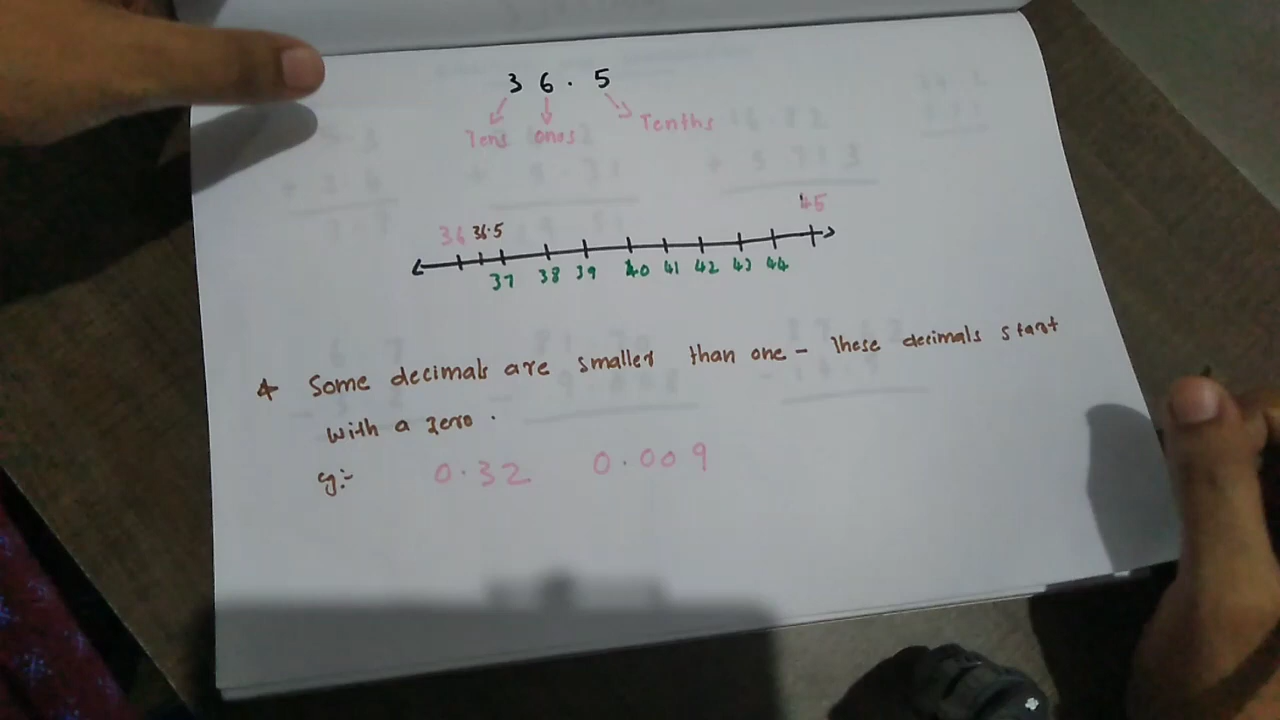 3 6 . 5
Tens ones Tenths
36 36.5 45
37 38 39 40 41 42 43 44
Some decimals are smaller than one - These decimals start
with a zero .
eg:- 0.32 0.009